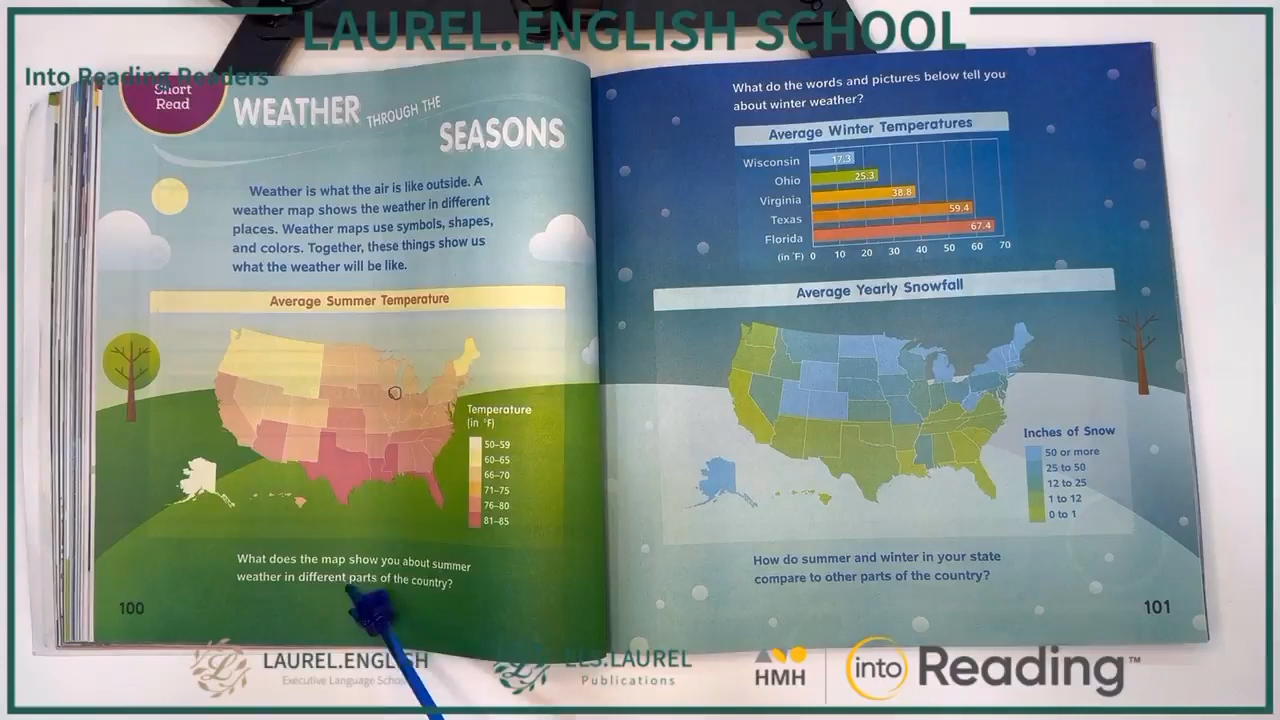 LAUREL.ENGLISH SCHOOL
Into Reading Readers
Short
Read
WEATHER THROUGH THE
SEASONS
Weather is what the air is like outside. A
weather map shows the weather in different
places. Weather maps use symbols, shapes,
and colors. Together, these things show us
what the weather will be like.
Average Summer Temperature
Temperature
(in °F)
50–59
60–65
66–70
71–75
76–80
81–85
What does the map show you about summer
weather in different parts of the country?
100
What do the words and pictures below tell you
about winter weather?
Average Winter Temperatures
Wisconsin 17.3
Ohio 25.3
Virginia 38.8
Texas 59.4
Florida 67.4
(in °F) 0 10 20 30 40 50 60 70
Average Yearly Snowfall
Inches of Snow
50 or more
25 to 50
12 to 25
1 to 12
0 to 1
How do summer and winter in your state
compare to other parts of the country?
101
LAUREL.ENGLISH
Executive Language School
ELS.LAUREL
Publications
HMH
into Reading™